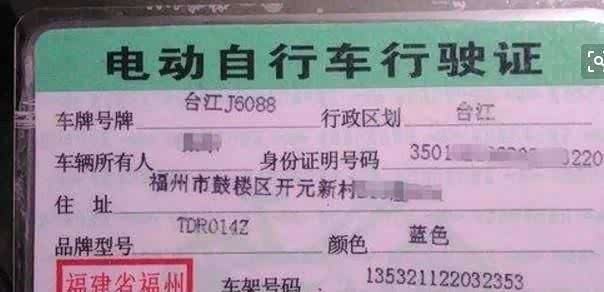 电动自行车行驶证
车牌号牌 台江J6088 行政区划 台江
车辆所有人 身份证明号码 3501 220
住址 福州市鼓楼区开元新村
品牌型号 TDR014Z 颜色 蓝色
福建省福州 车架号码 135321122032353